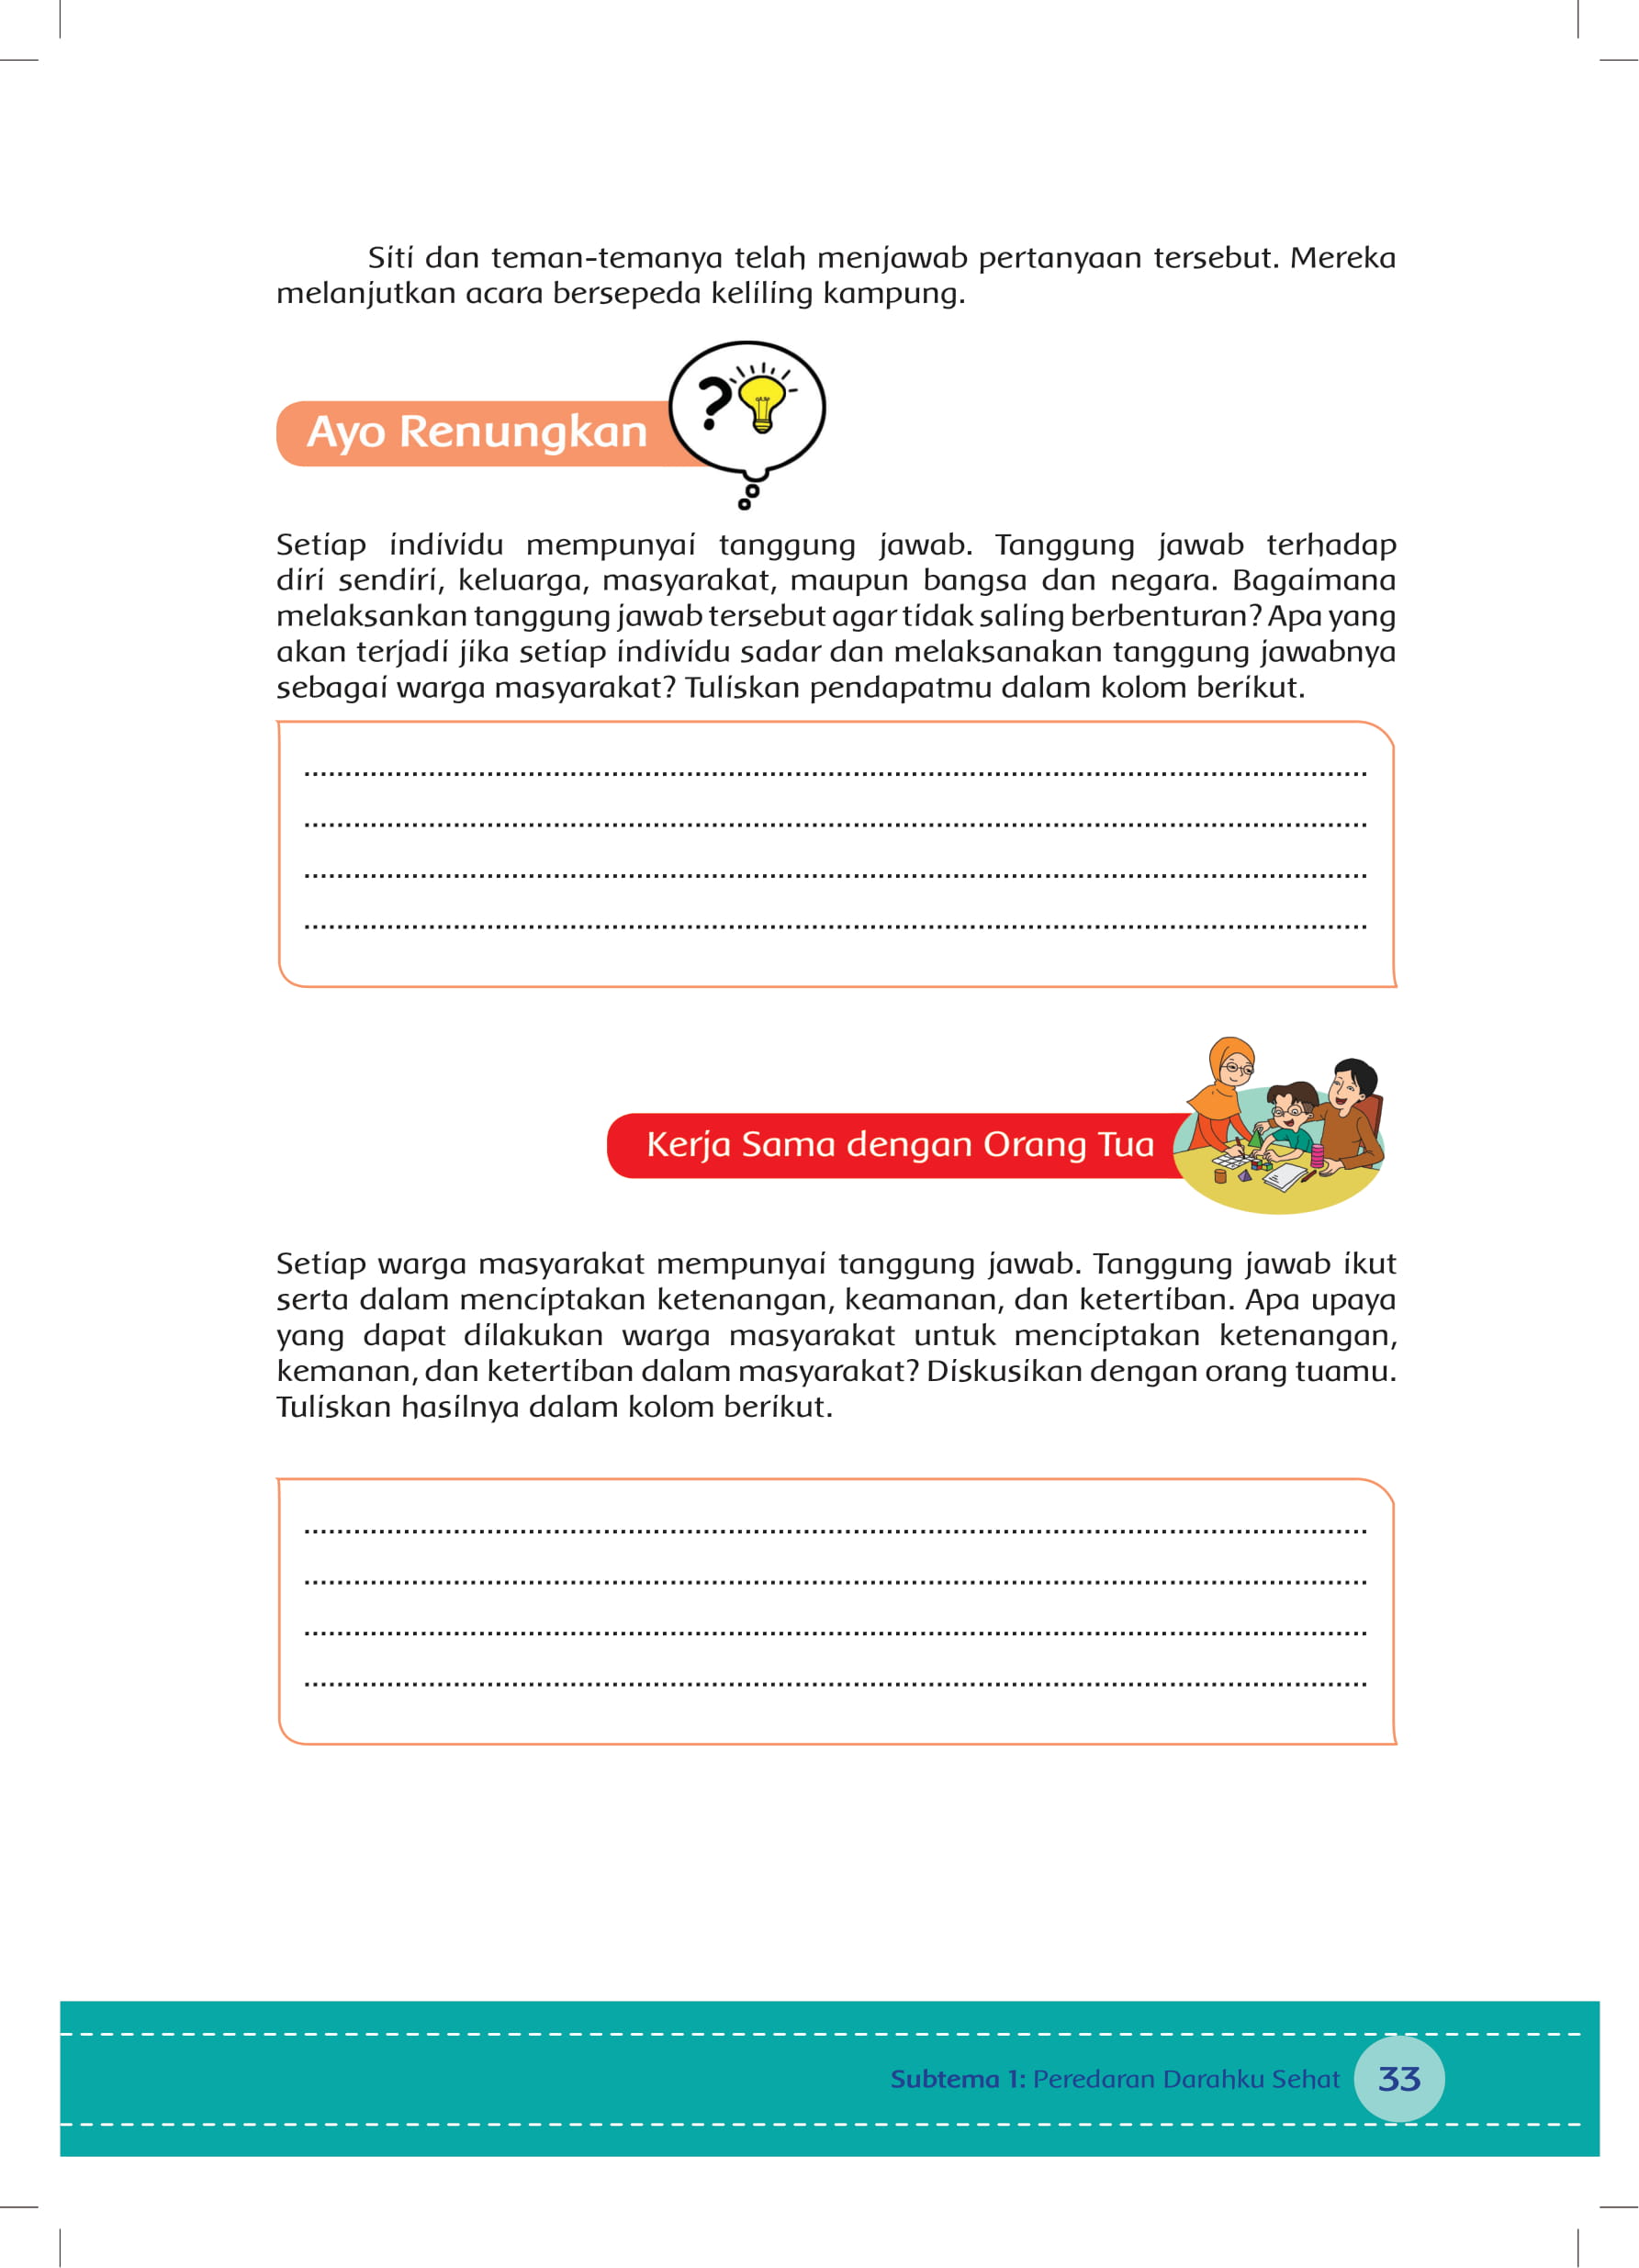 Siti dan teman-temanya telah menjawab pertanyaan tersebut. Mereka
melanjutkan acara bersepeda keliling kampung.
?
Ayo Renungkan
Setiap individu mempunyai tanggung jawab. Tanggung jawab terhadap
diri sendiri, keluarga, masyarakat, maupun bangsa dan negara. Bagaimana
melaksankan tanggung jawab tersebut agar tidak saling berbenturan? Apa yang
akan terjadi jika setiap individu sadar dan melaksanakan tanggung jawabnya
sebagai warga masyarakat? Tuliskan pendapatmu dalam kolom berikut.
Kerja Sama dengan Orang Tua
Setiap warga masyarakat mempunyai tanggung jawab. Tanggung jawab ikut
serta dalam menciptakan ketenangan, keamanan, dan ketertiban. Apa upaya
yang dapat dilakukan warga masyarakat untuk menciptakan ketenangan,
kemanan, dan ketertiban dalam masyarakat? Diskusikan dengan orang tuamu.
Tuliskan hasilnya dalam kolom berikut.
Subtema 1: Peredaran Darahku Sehat 33